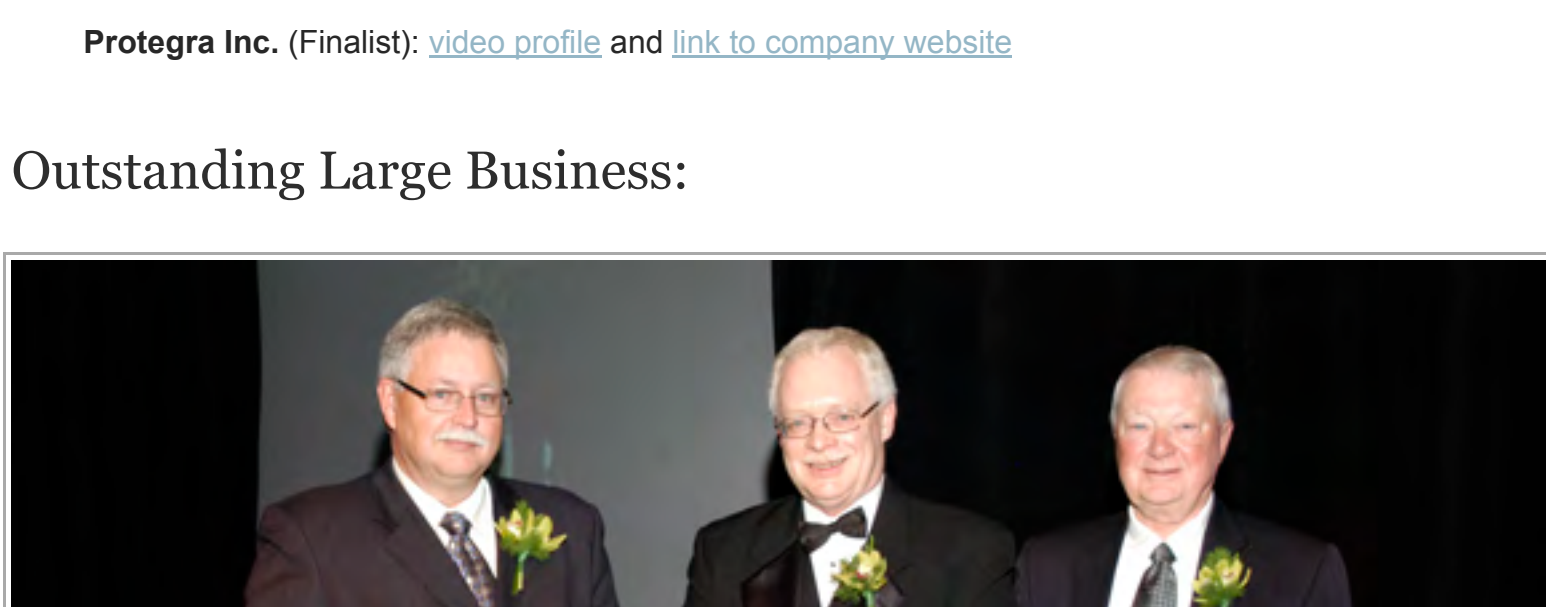 Protegra Inc. (Finalist): video profile and link to company website
Outstanding Large Business: